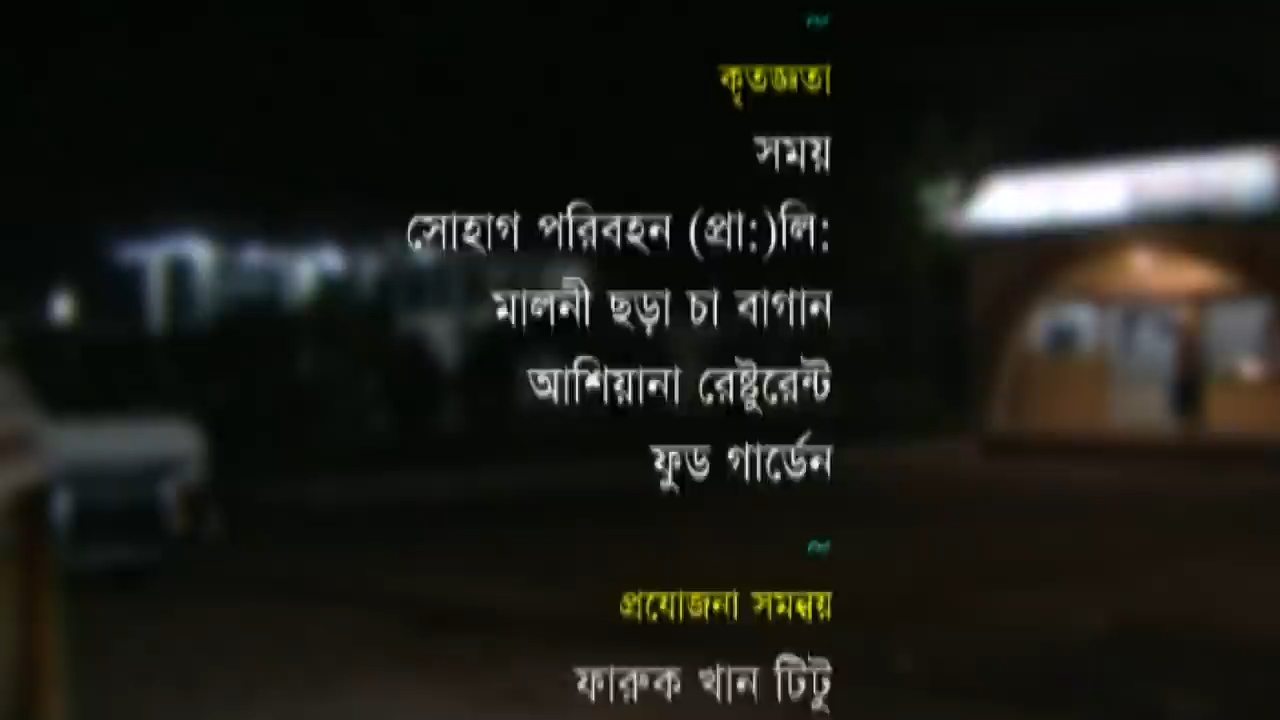 ~
কৃতজ্ঞতা
সময়
সোহাগ পরিবহন (প্রা:)লি:
মালনী ছড়া চা বাগান
আশিয়ানা রেষ্টুরেন্ট
ফুড গার্ডেন
~
প্রযোজনা সমন্বয়
ফারুক খান টিটু